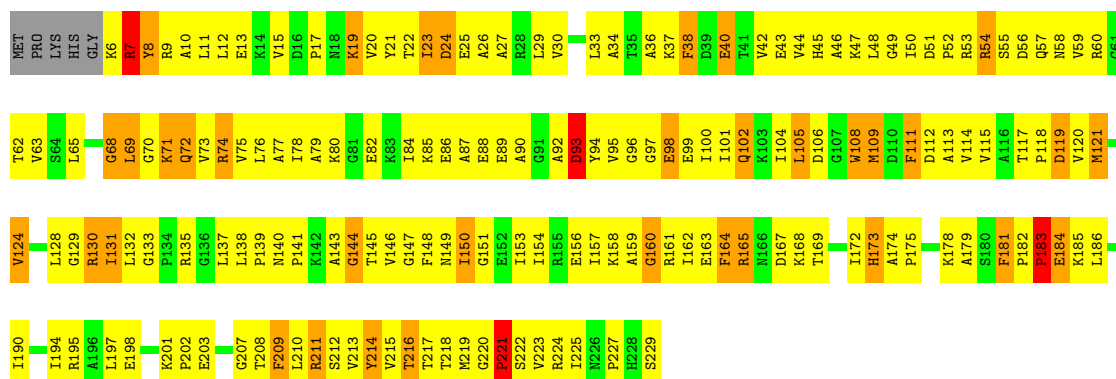 MET PRO LYS HIS GLY K6 R7 Y8 R9 A10 L11 L12 E13 K14 V15 D16 P17 N18 K19 V20 Y21 T22 I23 D24 E25 A26 A27 R28 L29 V30 L33 A34 T35 A36 K37 F38 D39 E40 T41 V42 E43 V44 H45 A46 K47 L48 G49 I50 D51 P52 R53 R54 S55 D56 Q57 N58 V59 R60 G61
T62 V63 S64 L65 G68 L69 G70 K71 Q72 V73 R74 V75 L76 A77 I78 A79 K80 G81 E82 K83 I84 K85 E86 A87 E88 E89 A90 G91 A92 D93 Y94 V95 G96 G97 E98 E99 I100 I101 Q102 K103 I104 L105 D106 G107 W108 M109 D110 F111 D112 A113 V114 V115 A116 T117 P118 D119 V120 M121
V124 L128 G129 R130 I131 L132 G133 P134 R135 G136 L137 L138 P139 N140 P141 K142 A143 G144 T145 V146 G147 F148 N149 I150 G151 E152 I153 I154 R155 E156 I157 K158 A159 G160 R161 I162 E163 F164 R165 N166 D167 K168 T169 I172 H173 A174 P175 K178 A179 S180 F181 P182 P183 E184 K185 L186
I190 I194 R195 A196 L197 E198 K201 P202 E203 G207 T208 F209 L210 R211 S212 V213 Y214 V215 T216 T217 T218 M219 G220 P221 S222 V223 R224 I225 N226 P227 H228 S229